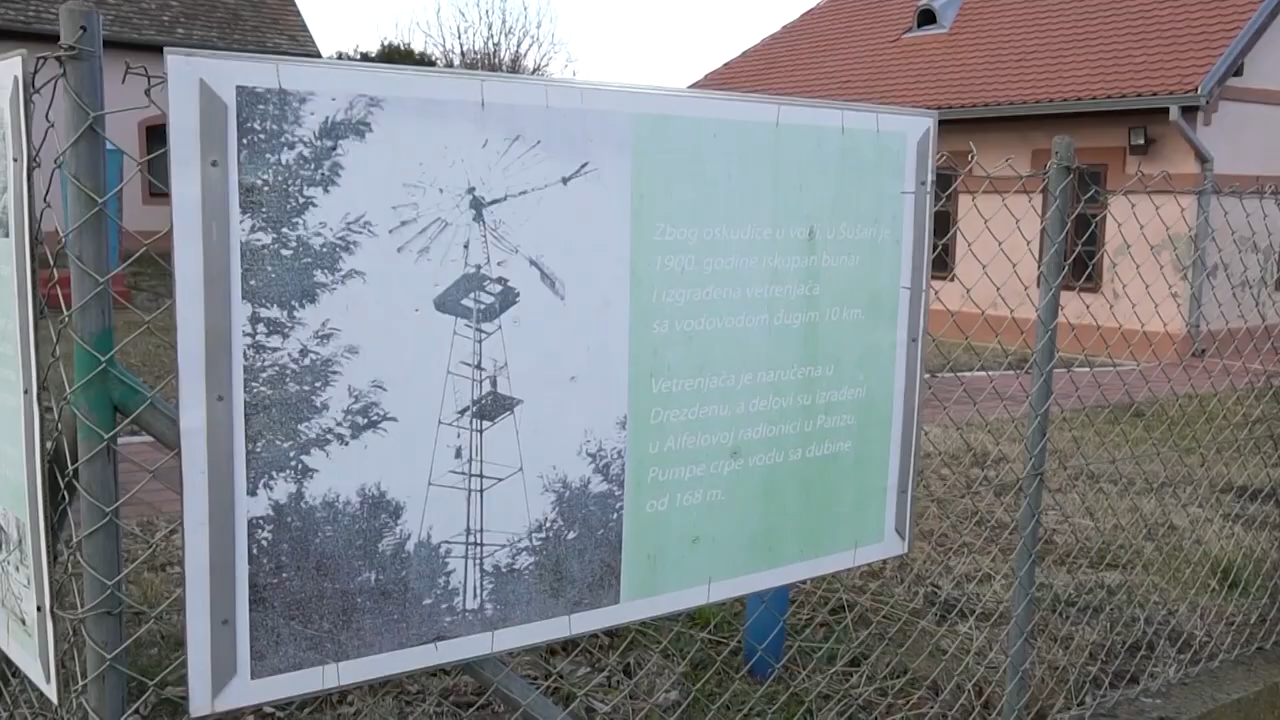 Zbog oskudice u vodi, u Šušari je
1900. godine iskopan bunar
i izgrađena vetrenjača
sa vodovodom dugim 10 km.
Vetrenjača je naručena u
Drezdenu, a delovi su izrađeni
u Ajfelovoj radionici u Parizu.
Pumpe crpe vodu sa dubine
od 168 m.